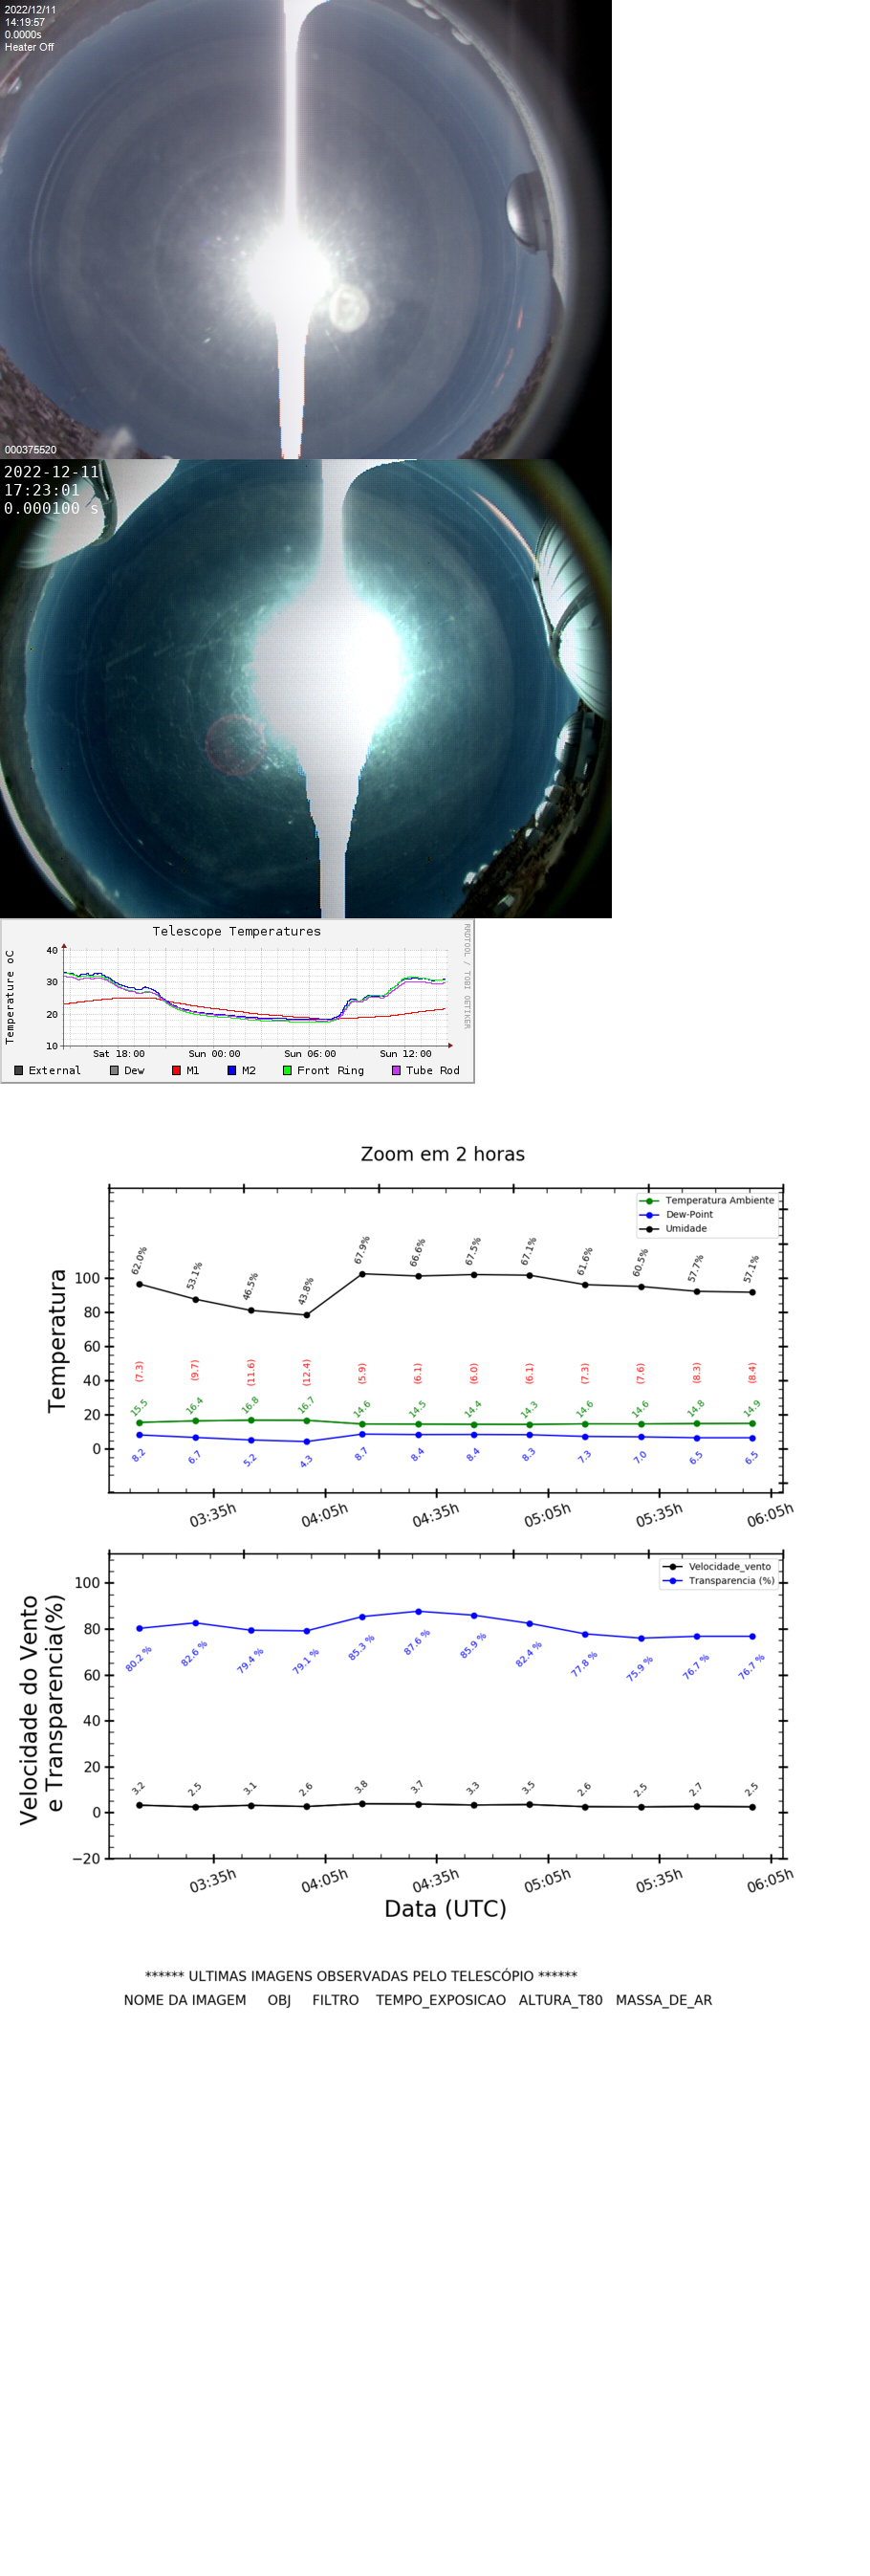 2022/12/11
14:19:57
0.0000s
Heater Off
000375520
2022-12-11
17:23:01
0.000100 s
Telescope Temperatures
Temperature oC
40
30
20
10
Sat 18:00 Sun 00:00 Sun 06:00 Sun 12:00
External Dew M1 M2 Front Ring Tube Rod
RRDTOOL / TOBI OETIKER
Zoom em 2 horas
Temperatura Ambiente
Dew-Point
Umidade
Temperatura
100
80
60
40
20
0
62.0% 53.1% 46.5% 43.8% 67.9% 66.6% 67.5% 67.1% 61.6% 60.5% 57.7% 57.1%
(7.3) (9.7) (11.6) (12.4) (5.9) (6.1) (6.0) (6.1) (7.3) (7.6) (8.3) (8.4)
15.5 16.4 16.8 16.7 14.6 14.5 14.4 14.3 14.6 14.6 14.8 14.9
8.2 6.7 5.2 4.3 8.7 8.4 8.4 8.3 7.3 7.0 6.5 6.5
03:35h 04:05h 04:35h 05:05h 05:35h 06:05h
Velocidade_vento
Transparencia (%)
Velocidade do Vento
e Transparencia(%)
100
80
60
40
20
0
−20
80.2 % 82.6 % 79.4 % 79.1 % 85.3 % 87.6 % 85.9 % 82.4 % 77.8 % 75.9 % 76.7 % 76.7 %
3.2 2.5 3.1 2.6 3.8 3.7 3.3 3.5 2.6 2.5 2.7 2.5
03:35h 04:05h 04:35h 05:05h 05:35h 06:05h
Data (UTC)
****** ULTIMAS IMAGENS OBSERVADAS PELO TELESCÓPIO ******
NOME DA IMAGEM OBJ FILTRO TEMPO_EXPOSICAO ALTURA_T80 MASSA_DE_AR